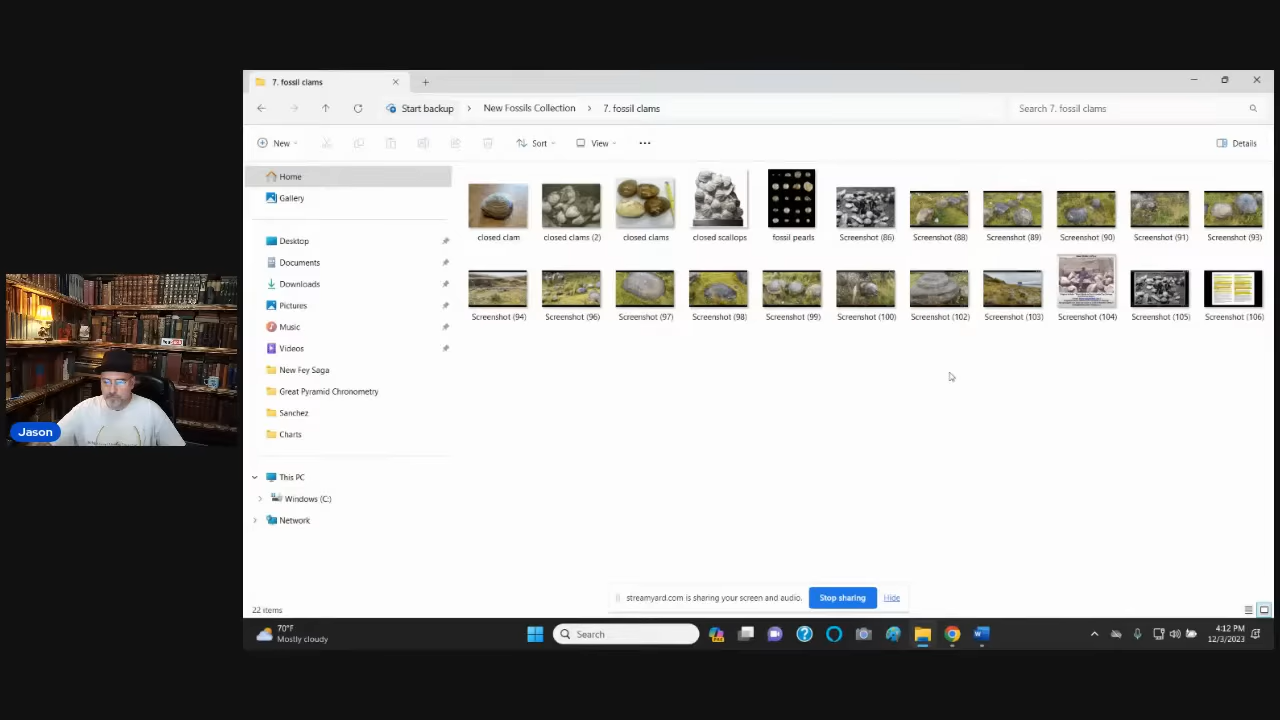 7. fossil clams
Start backup > New Fossils Collection > 7. fossil clams
Search 7. fossil clams
New
Sort
View
Details
Home
Gallery
Desktop
Documents
Downloads
Pictures
Music
Videos
New Fey Saga
Great Pyramid Chronometry
Sanchez
Charts
This PC
Windows (C:)
Network
closed clam
closed clams (2)
closed clams
closed scallops
fossil pearls
Screenshot (86)
Screenshot (88)
Screenshot (89)
Screenshot (90)
Screenshot (91)
Screenshot (93)
Screenshot (94)
Screenshot (96)
Screenshot (97)
Screenshot (98)
Screenshot (99)
Screenshot (100)
Screenshot (102)
Screenshot (103)
Screenshot (104)
Screenshot (105)
Screenshot (106)
Jason
streamyard.com is sharing your screen and audio.
Stop sharing
Hide
22 items
70°F
Mostly cloudy
Search
4:12 PM
12/3/2023